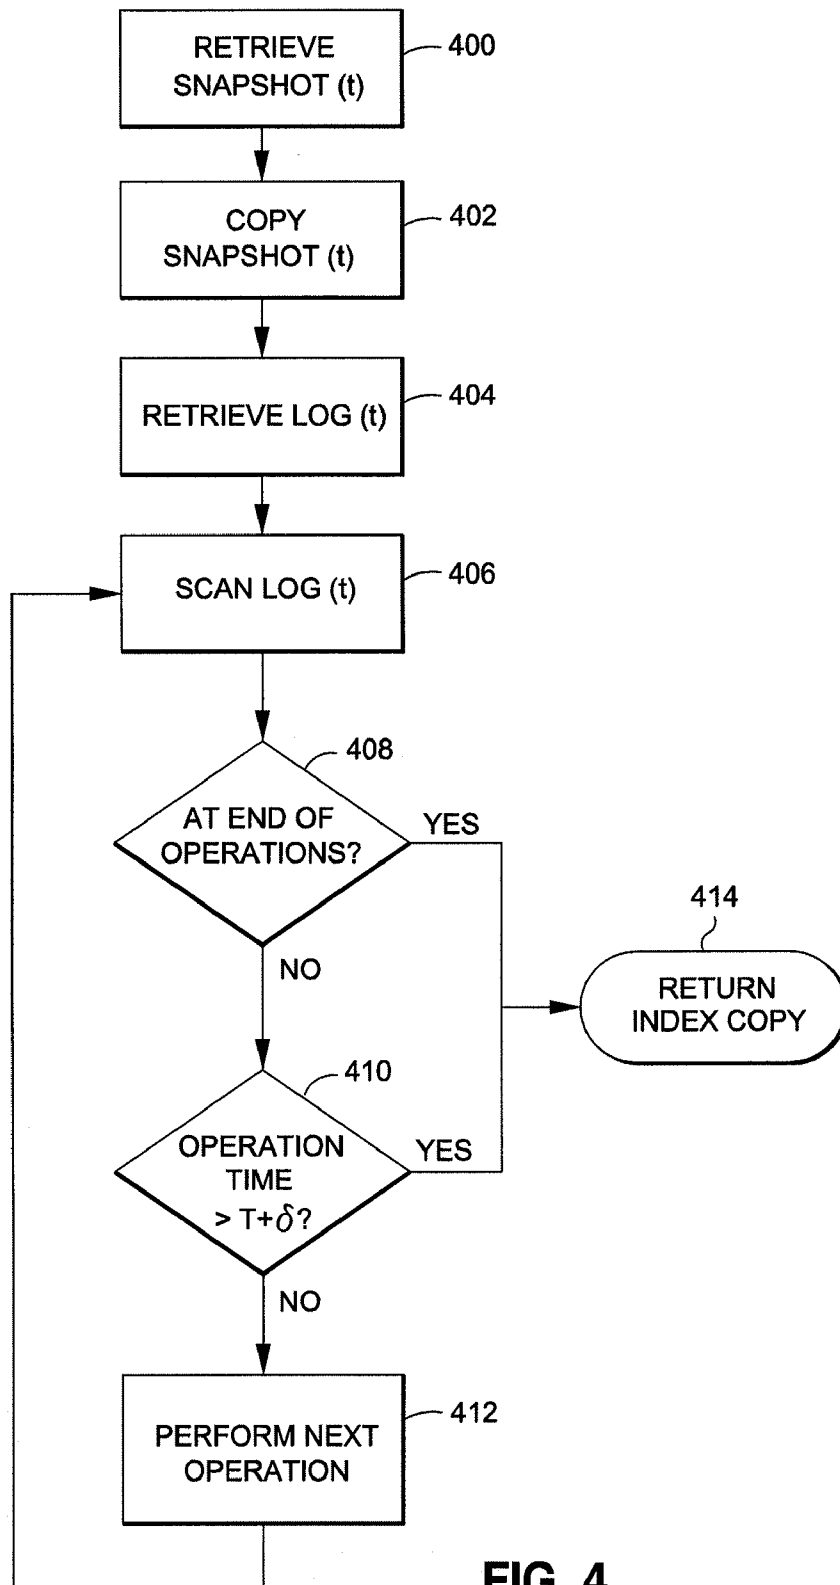 RETRIEVE
SNAPSHOT (t)
400
COPY
SNAPSHOT (t)
402
RETRIEVE LOG (t)
404
SCAN LOG (t)
406
408
AT END OF
OPERATIONS?
YES
NO
414
RETURN
INDEX COPY
410
OPERATION
TIME
> T+δ?
YES
NO
PERFORM NEXT
OPERATION
412
FIG. 4